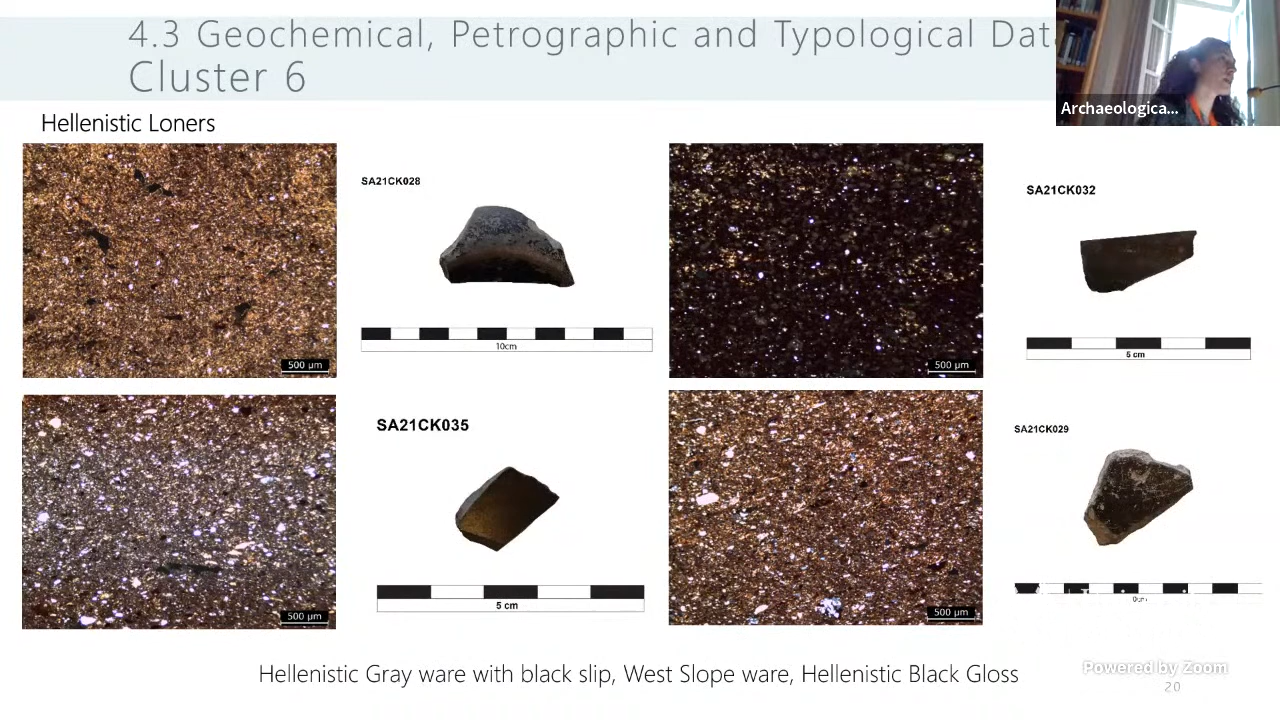 4.3 Geochemical, Petrographic and Typological Dat
Cluster 6
Archaeologica...
Hellenistic Loners
SA21CK028
10cm
500 µm
SA21CK032
5 cm
500 µm
SA21CK035
5 cm
500 µm
SA21CK029
500 µm
Hellenistic Gray ware with black slip, West Slope ware, Hellenistic Black Gloss
Powered by Zoom
20